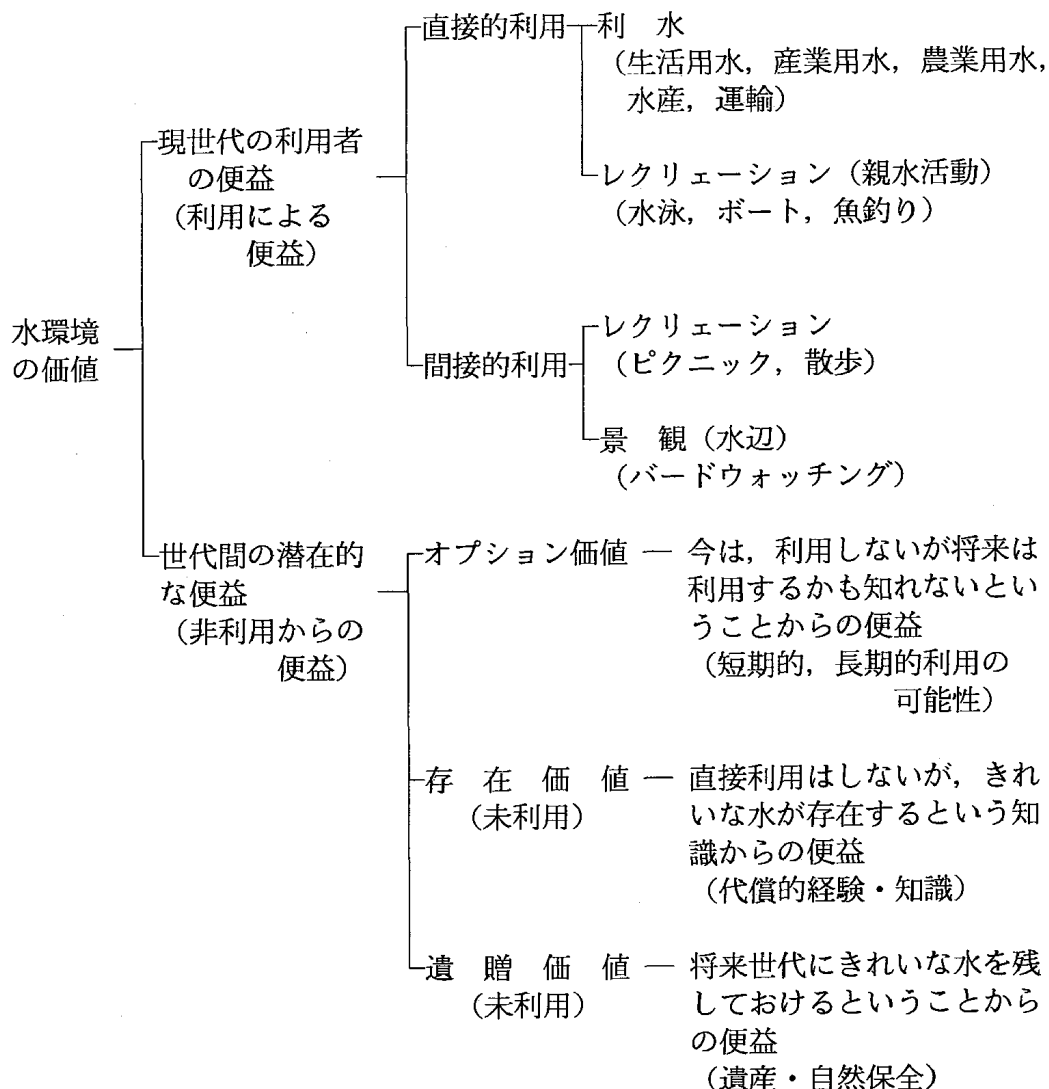 水環境
の価値
現世代の利用者
の便益
(利用による
便益)
直接的利用
利 水
(生活用水, 産業用水, 農業用水,
水産, 運輸)
レクリェーション (親水活動)
(水泳, ボート, 魚釣り)
間接的利用
レクリェーション
(ピクニック, 散歩)
景 観 (水辺)
(バードウォッチング)
世代間の潜在的
な便益
(非利用からの
便益)
オプション価値
今は, 利用しないが将来は
利用するかも知れないとい
うことからの便益
(短期的, 長期的利用の
可能性)
存 在 価 値
(未利用)
直接利用はしないが, きれ
いな水が存在するという知
識からの便益
(代償的経験・知識)
遺 贈 価 値
(未利用)
将来世代にきれいな水を残
しておけるということから
の便益
(遺産・自然保全)